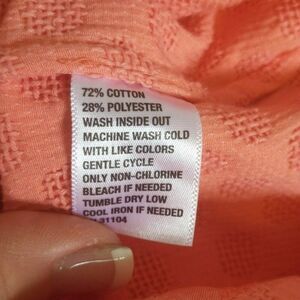 72% COTTON
28% POLYESTER
WASH INSIDE OUT
MACHINE WASH COLD
WITH LIKE COLORS
GENTLE CYCLE
ONLY NON-CHLORINE
BLEACH IF NEEDED
TUMBLE DRY LOW
COOL IRON IF NEEDED
31104